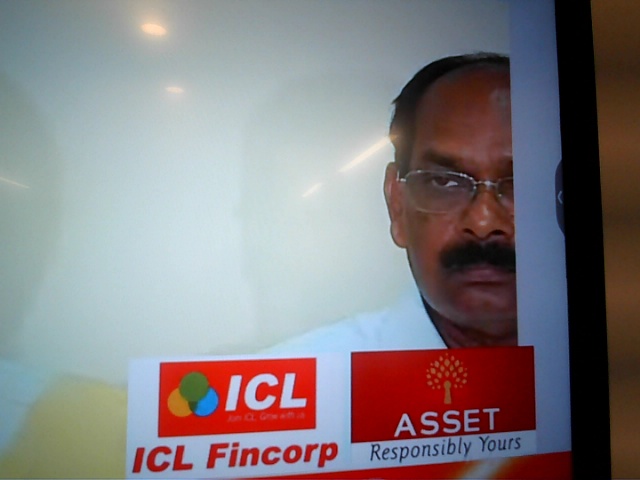 ICL
Join ICL, Grow with us
ICL Fincorp
ASSET
Responsibly Yours